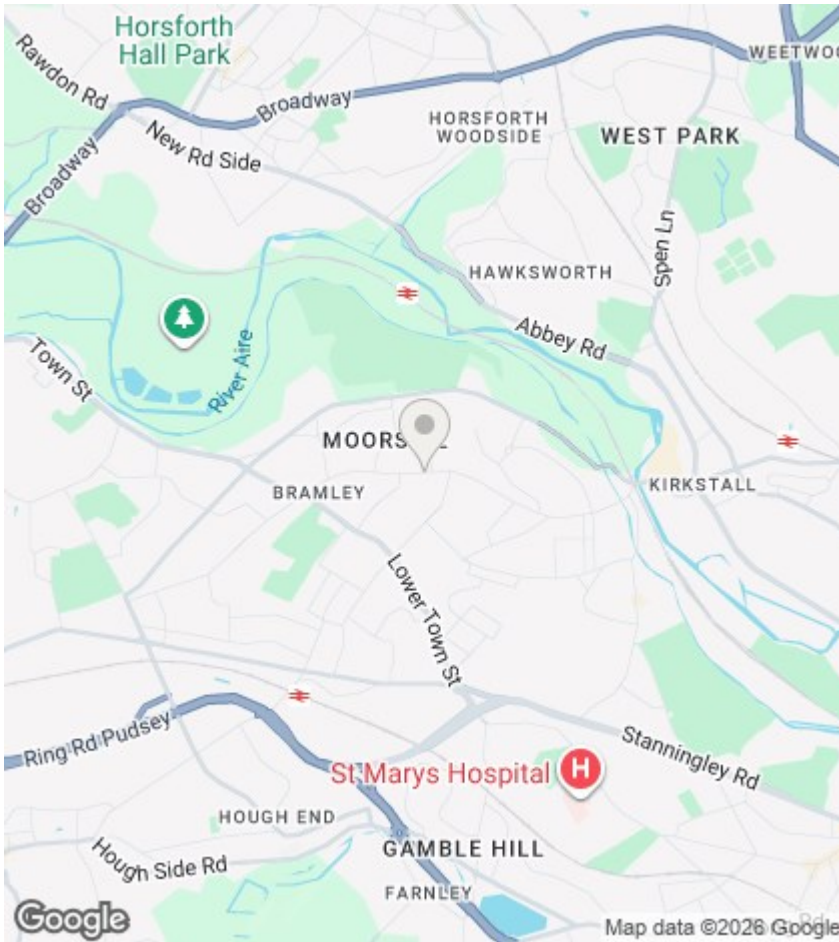 Horsforth
Hall Park
Rawdon Rd
Broadway
WEETWOO
HORSFORTH
WOODSIDE
WEST PARK
New Rd Side
Broadway
Spen Ln
HAWKSWORTH
Abbey Rd
River Aire
Town St
MOORS
BRAMLEY
KIRKSTALL
Lower Town St
Ring Rd Pudsey
Stanningley Rd
St Marys Hospital
H
HOUGH END
Hough Side Rd
GAMBLE HILL
FARNLEY
Google
Map data ©2026 Google